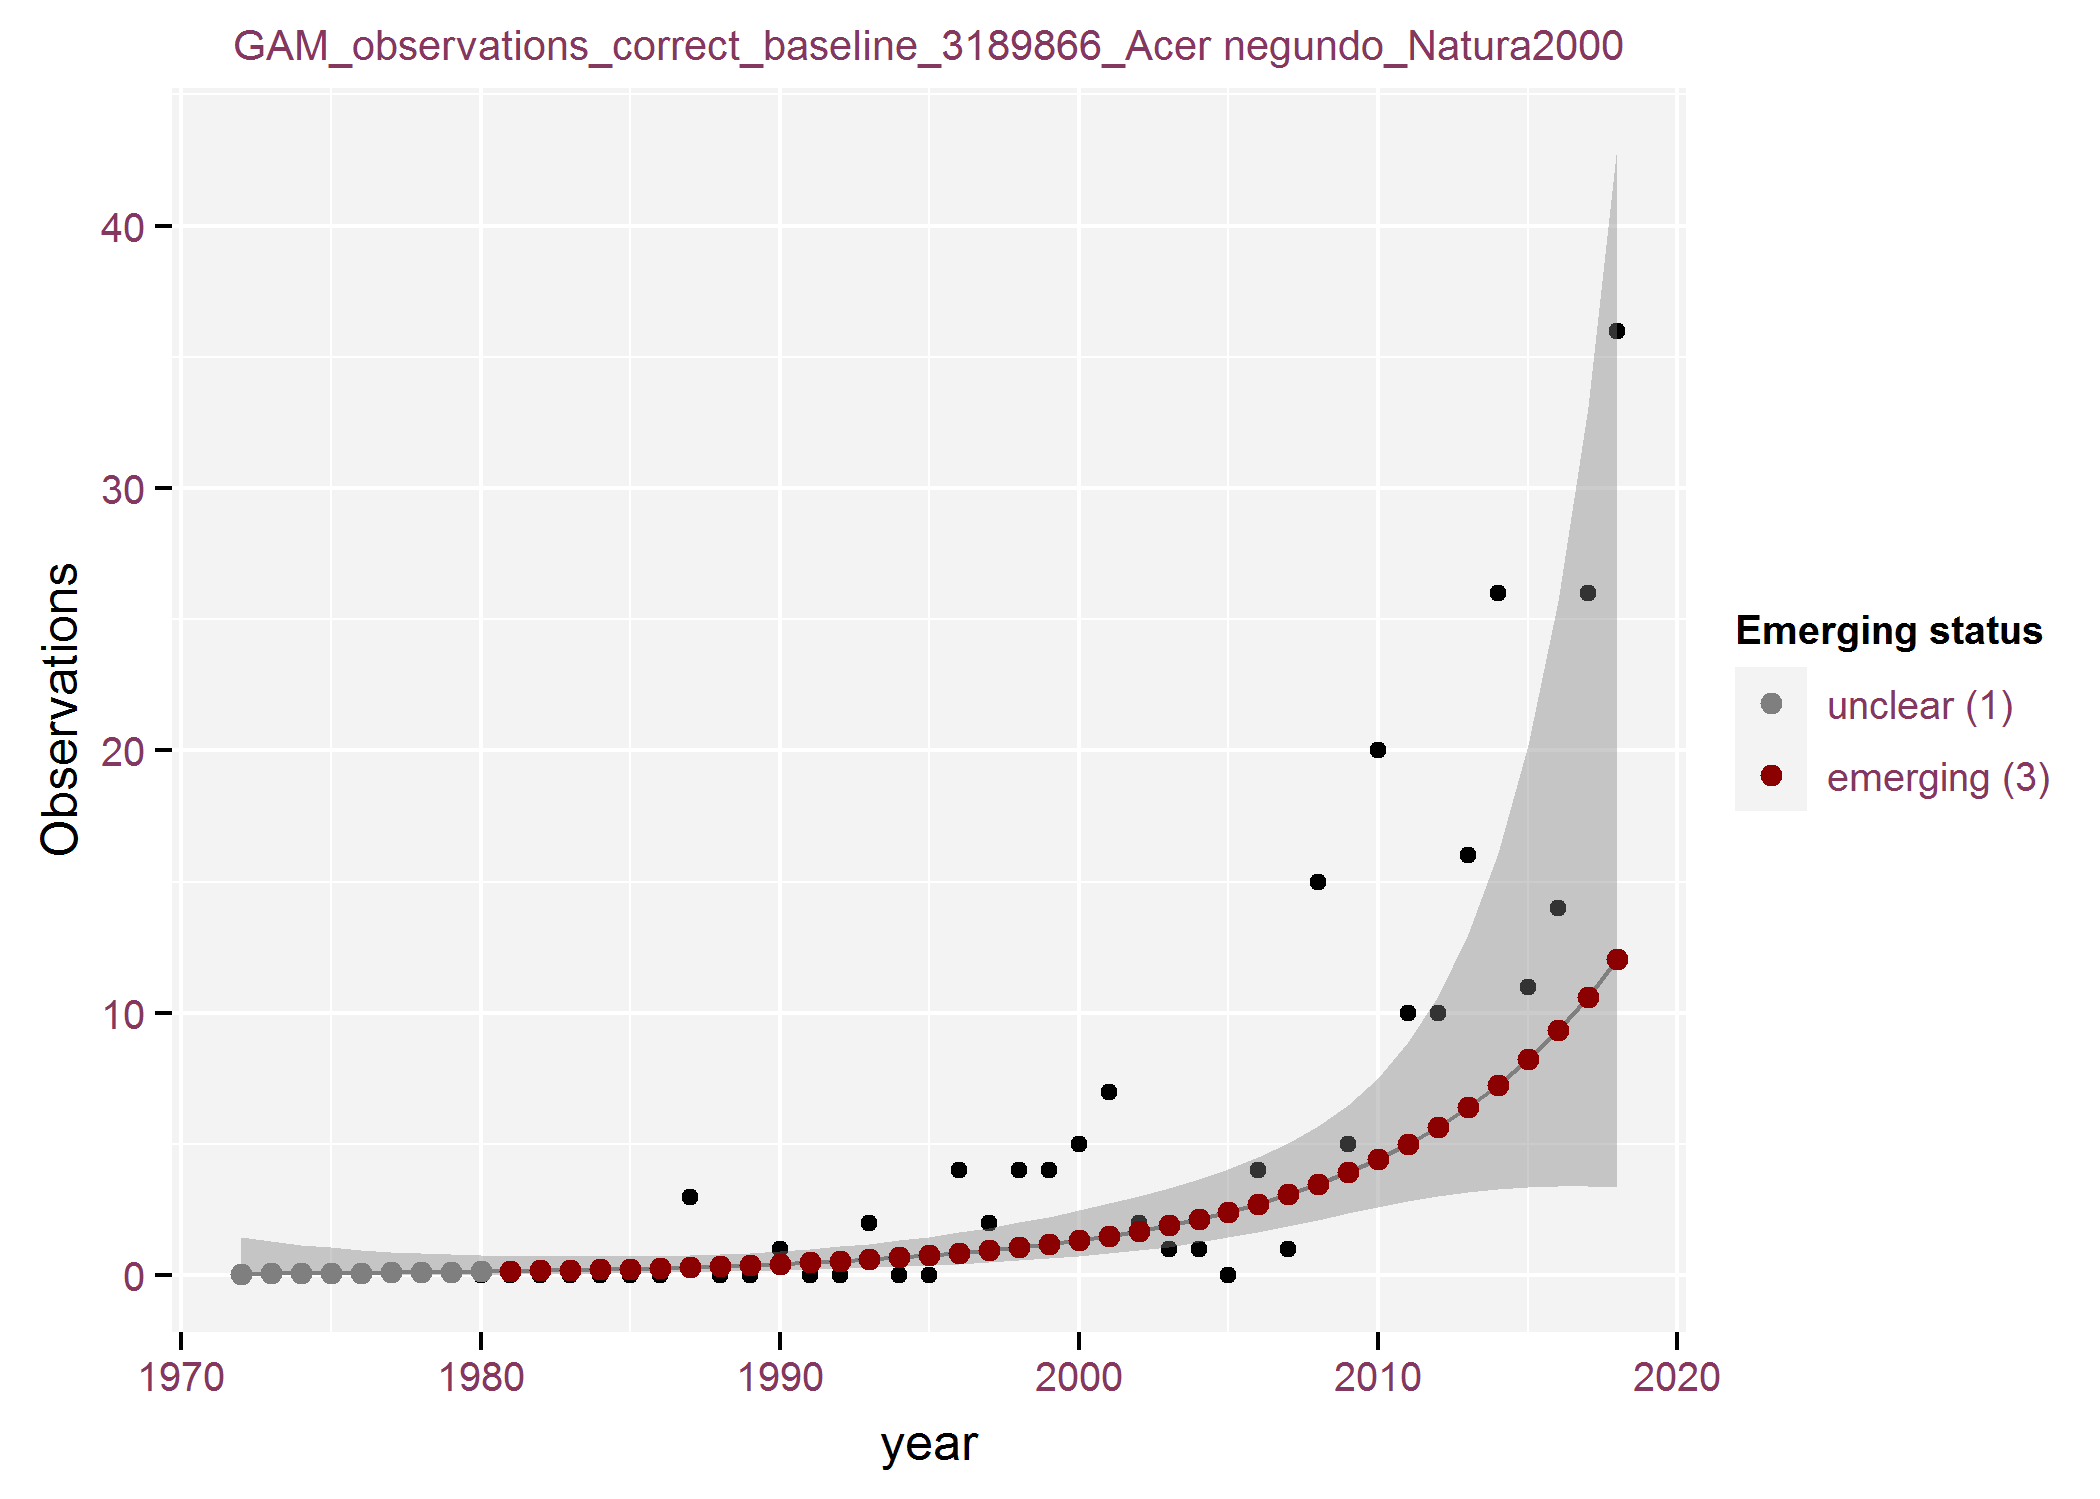 GAM_observations_correct_baseline_3189866_Acer negundo_Natura2000
Observations
40
30
20
10
0
1970
1980
1990
2000
2010
2020
year
Emerging status
unclear (1)
emerging (3)